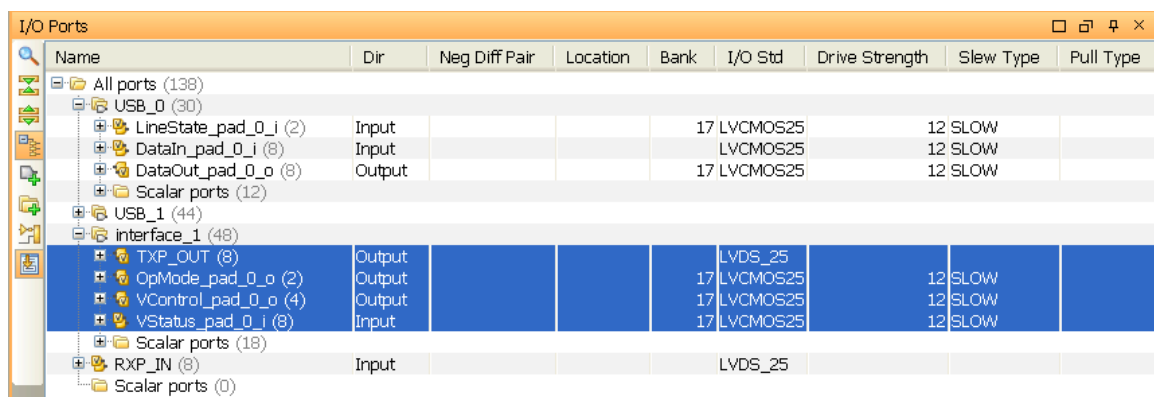 I/O Ports
Name Dir Neg Diff Pair Location Bank I/O Std Drive Strength Slew Type Pull Type
All ports (138)
USB_0 (30)
LineState_pad_0_i (2) Input 17 LVCMOS25 12 SLOW
DataIn_pad_0_i (8) Input LVCMOS25 12 SLOW
DataOut_pad_0_o (8) Output 17 LVCMOS25 12 SLOW
Scalar ports (12)
USB_1 (44)
interface_1 (48)
TXP_OUT (8) Output LVDS_25
OpMode_pad_0_o (2) Output 17 LVCMOS25 12 SLOW
VControl_pad_0_o (4) Output 17 LVCMOS25 12 SLOW
VStatus_pad_0_i (8) Input 17 LVCMOS25 12 SLOW
Scalar ports (18)
RXP_IN (8) Input LVDS_25
Scalar ports (0)